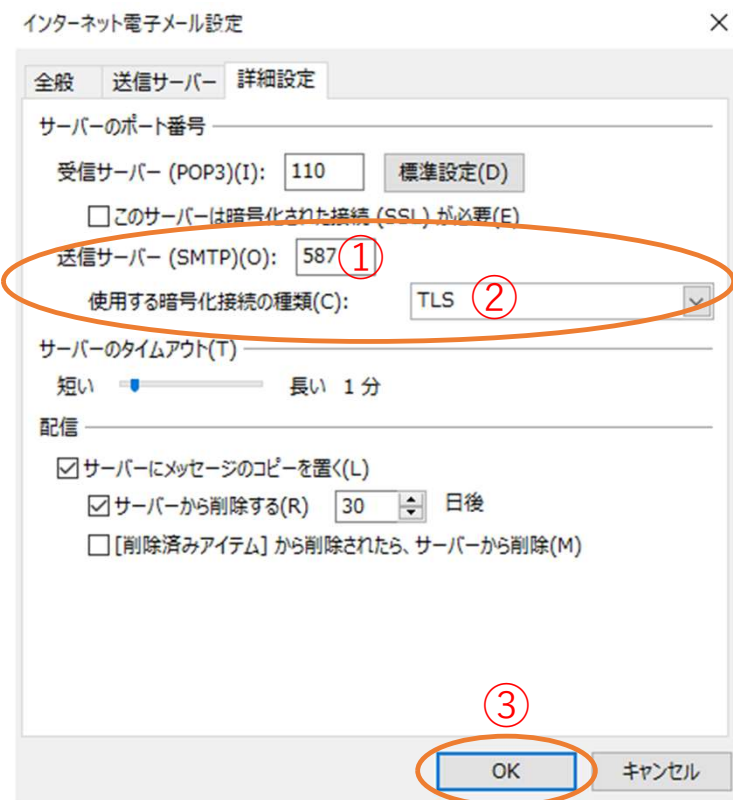 インターネット電子メール設定
全般 送信サーバー 詳細設定
サーバーのポート番号
受信サーバー (POP3)(I): 110 標準設定(D)
このサーバーは暗号化された接続 (SSL) が必要(E)
送信サーバー (SMTP)(O): 587 ①
使用する暗号化接続の種類(C): TLS ②
サーバーのタイムアウト(T)
短い 長い 1 分
配信
サーバーにメッセージのコピーを置く(L)
サーバーから削除する(R) 30 日後
[削除済みアイテム] から削除されたら、サーバーから削除(M)
③
OK キャンセル